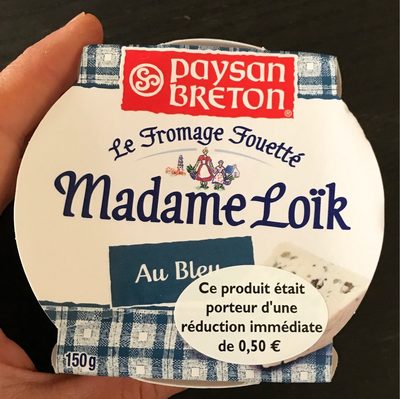 paysan
BRETON®
Le Fromage Fouetté
Madame Loïk
Au Bleu
Ce produit était
porteur d'une
réduction immédiate
de 0,50 €
150g